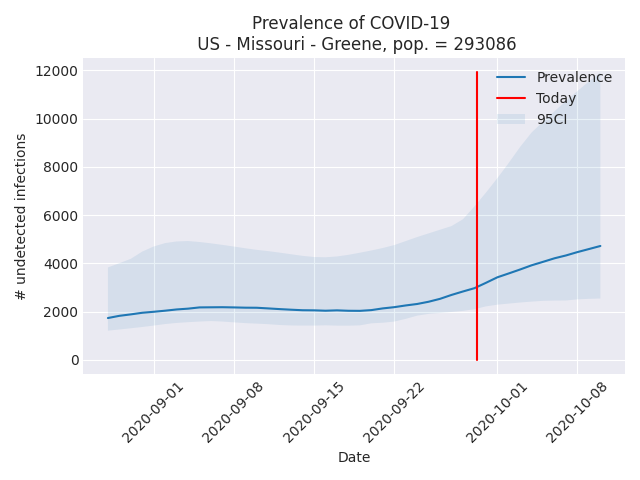 Prevalence of COVID-19
US - Missouri - Greene, pop. = 293086
# undetected infections
12000
10000
8000
6000
4000
2000
0
Prevalence
Today
95CI
2020-09-01
2020-09-08
2020-09-15
2020-09-22
2020-10-01
2020-10-08
Date